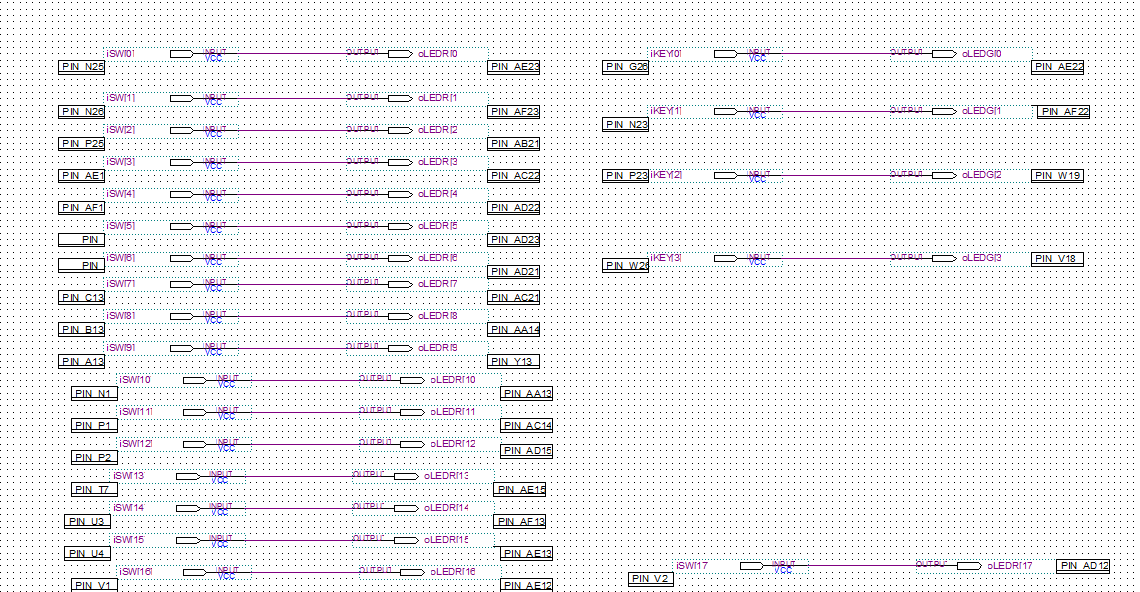 iSW[0] INPUT VCC OUTPUT oLEDR[0
PIN_N25 PIN_AE23
iSW[1] INPUT VCC OUTPUT oLEDR[1
PIN_N26 PIN_AF23
iSW[2] INPUT VCC OUTPUT oLEDR[2
PIN_P25 PIN_AB21
iSW[3] INPUT VCC OUTPUT oLEDR[3
PIN_AE1 PIN_AC22
iSW[4] INPUT VCC OUTPUT oLEDR[4
PIN_AF1 PIN_AD22
iSW[5] INPUT VCC OUTPUT oLEDR[5
PIN PIN_AD23
iSW[6] INPUT VCC OUTPUT oLEDR[6
PIN PIN_AD21
iSW[7] INPUT VCC OUTPUT oLEDR[7
PIN_C13 PIN_AC21
iSW[8] INPUT VCC OUTPUT oLEDR[8
PIN_B13 PIN_AA14
iSW[9] INPUT VCC OUTPUT oLEDR[9
PIN_A13 PIN_Y13
iSW[10 INPUT VCC OUTPUT oLEDR[10
PIN_N1 PIN_AA13
iSW[11] INPUT VCC OUTPUT oLEDR[11
PIN_P1 PIN_AC14
iSW[12] INPUT VCC OUTPUT oLEDR[12
PIN_P2 PIN_AD15
iSW[13 INPUT VCC OUTPUT oLEDR[13
PIN_T7 PIN_AE15
iSW[14 INPUT VCC OUTPUT oLEDR[14
PIN_U3 PIN_AF13
iSW[15 INPUT VCC OUTPUT oLEDR[15
PIN_U4 PIN_AE13
iSW[16] INPUT VCC OUTPUT oLEDR[16
PIN_V1 PIN_AE12
iKEY[0] INPUT VCC OUTPUT oLEDG[0
PIN_G26 PIN_AE22
iKEY[1] INPUT VCC OUTPUT oLEDG[1
PIN_N23 PIN_AF22
PIN_P23 iKEY[2] INPUT VCC OUTPUT oLEDG[2 PIN_W19
iKEY[3] INPUT VCC OUTPUT oLEDG[3 PIN_V18
PIN_W26
iSW[17 INPUT VCC OUTPUT oLEDR[17 PIN_AD12
PIN_V2